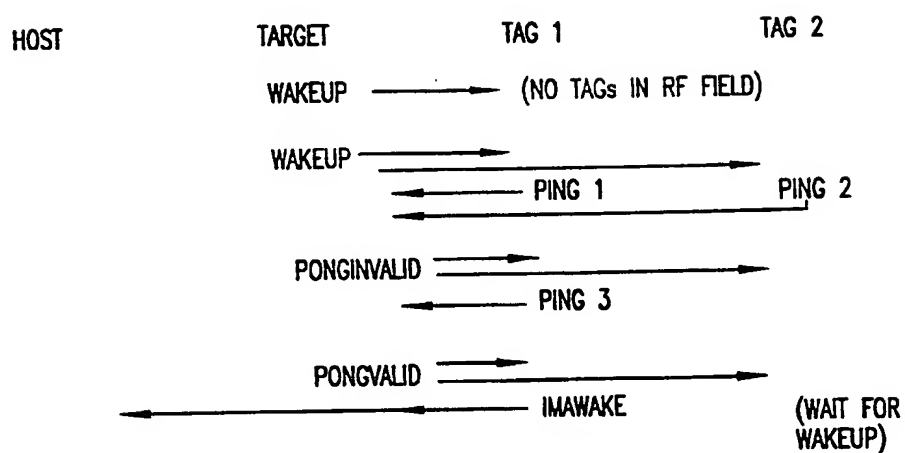 HOST TARGET TAG 1 TAG 2
WAKEUP (NO TAGs IN RF FIELD)
WAKEUP
PING 1 PING 2
PONGINVALID
PING 3
PONGVALID
IMAWAKE (WAIT FOR
WAKEUP)